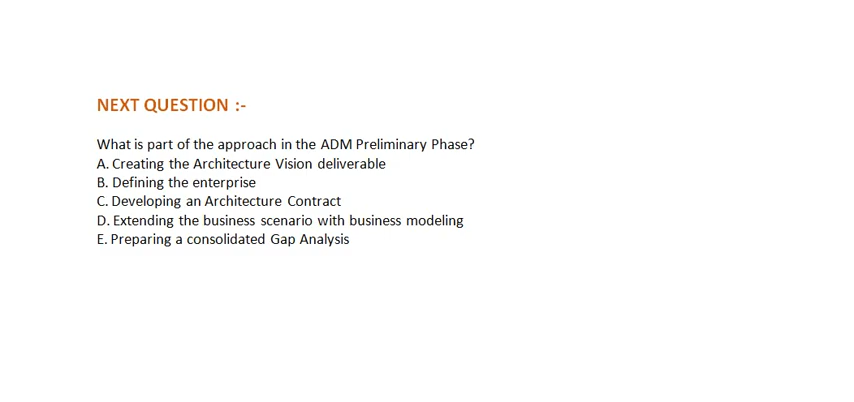 NEXT QUESTION :-
What is part of the approach in the ADM Preliminary Phase?
A. Creating the Architecture Vision deliverable
B. Defining the enterprise
C. Developing an Architecture Contract
D. Extending the business scenario with business modeling
E. Preparing a consolidated Gap Analysis